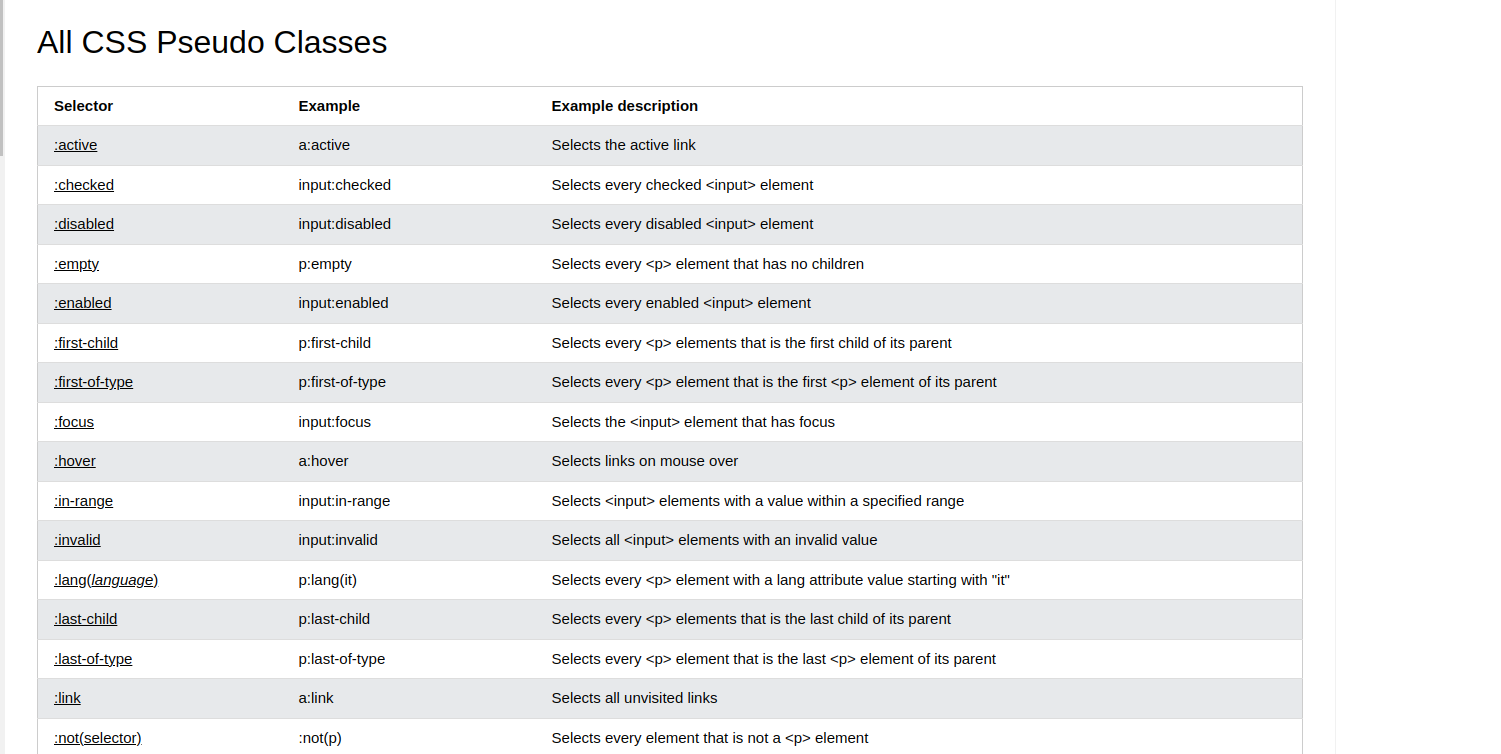 All CSS Pseudo Classes
Selector Example Example description
:active a:active Selects the active link
:checked input:checked Selects every checked <input> element
:disabled input:disabled Selects every disabled <input> element
:empty p:empty Selects every <p> element that has no children
:enabled input:enabled Selects every enabled <input> element
:first-child p:first-child Selects every <p> elements that is the first child of its parent
:first-of-type p:first-of-type Selects every <p> element that is the first <p> element of its parent
:focus input:focus Selects the <input> element that has focus
:hover a:hover Selects links on mouse over
:in-range input:in-range Selects <input> elements with a value within a specified range
:invalid input:invalid Selects all <input> elements with an invalid value
:lang(language) p:lang(it) Selects every <p> element with a lang attribute value starting with "it"
:last-child p:last-child Selects every <p> elements that is the last child of its parent
:last-of-type p:last-of-type Selects every <p> element that is the last <p> element of its parent
:link a:link Selects all unvisited links
:not(selector) :not(p) Selects every element that is not a <p> element